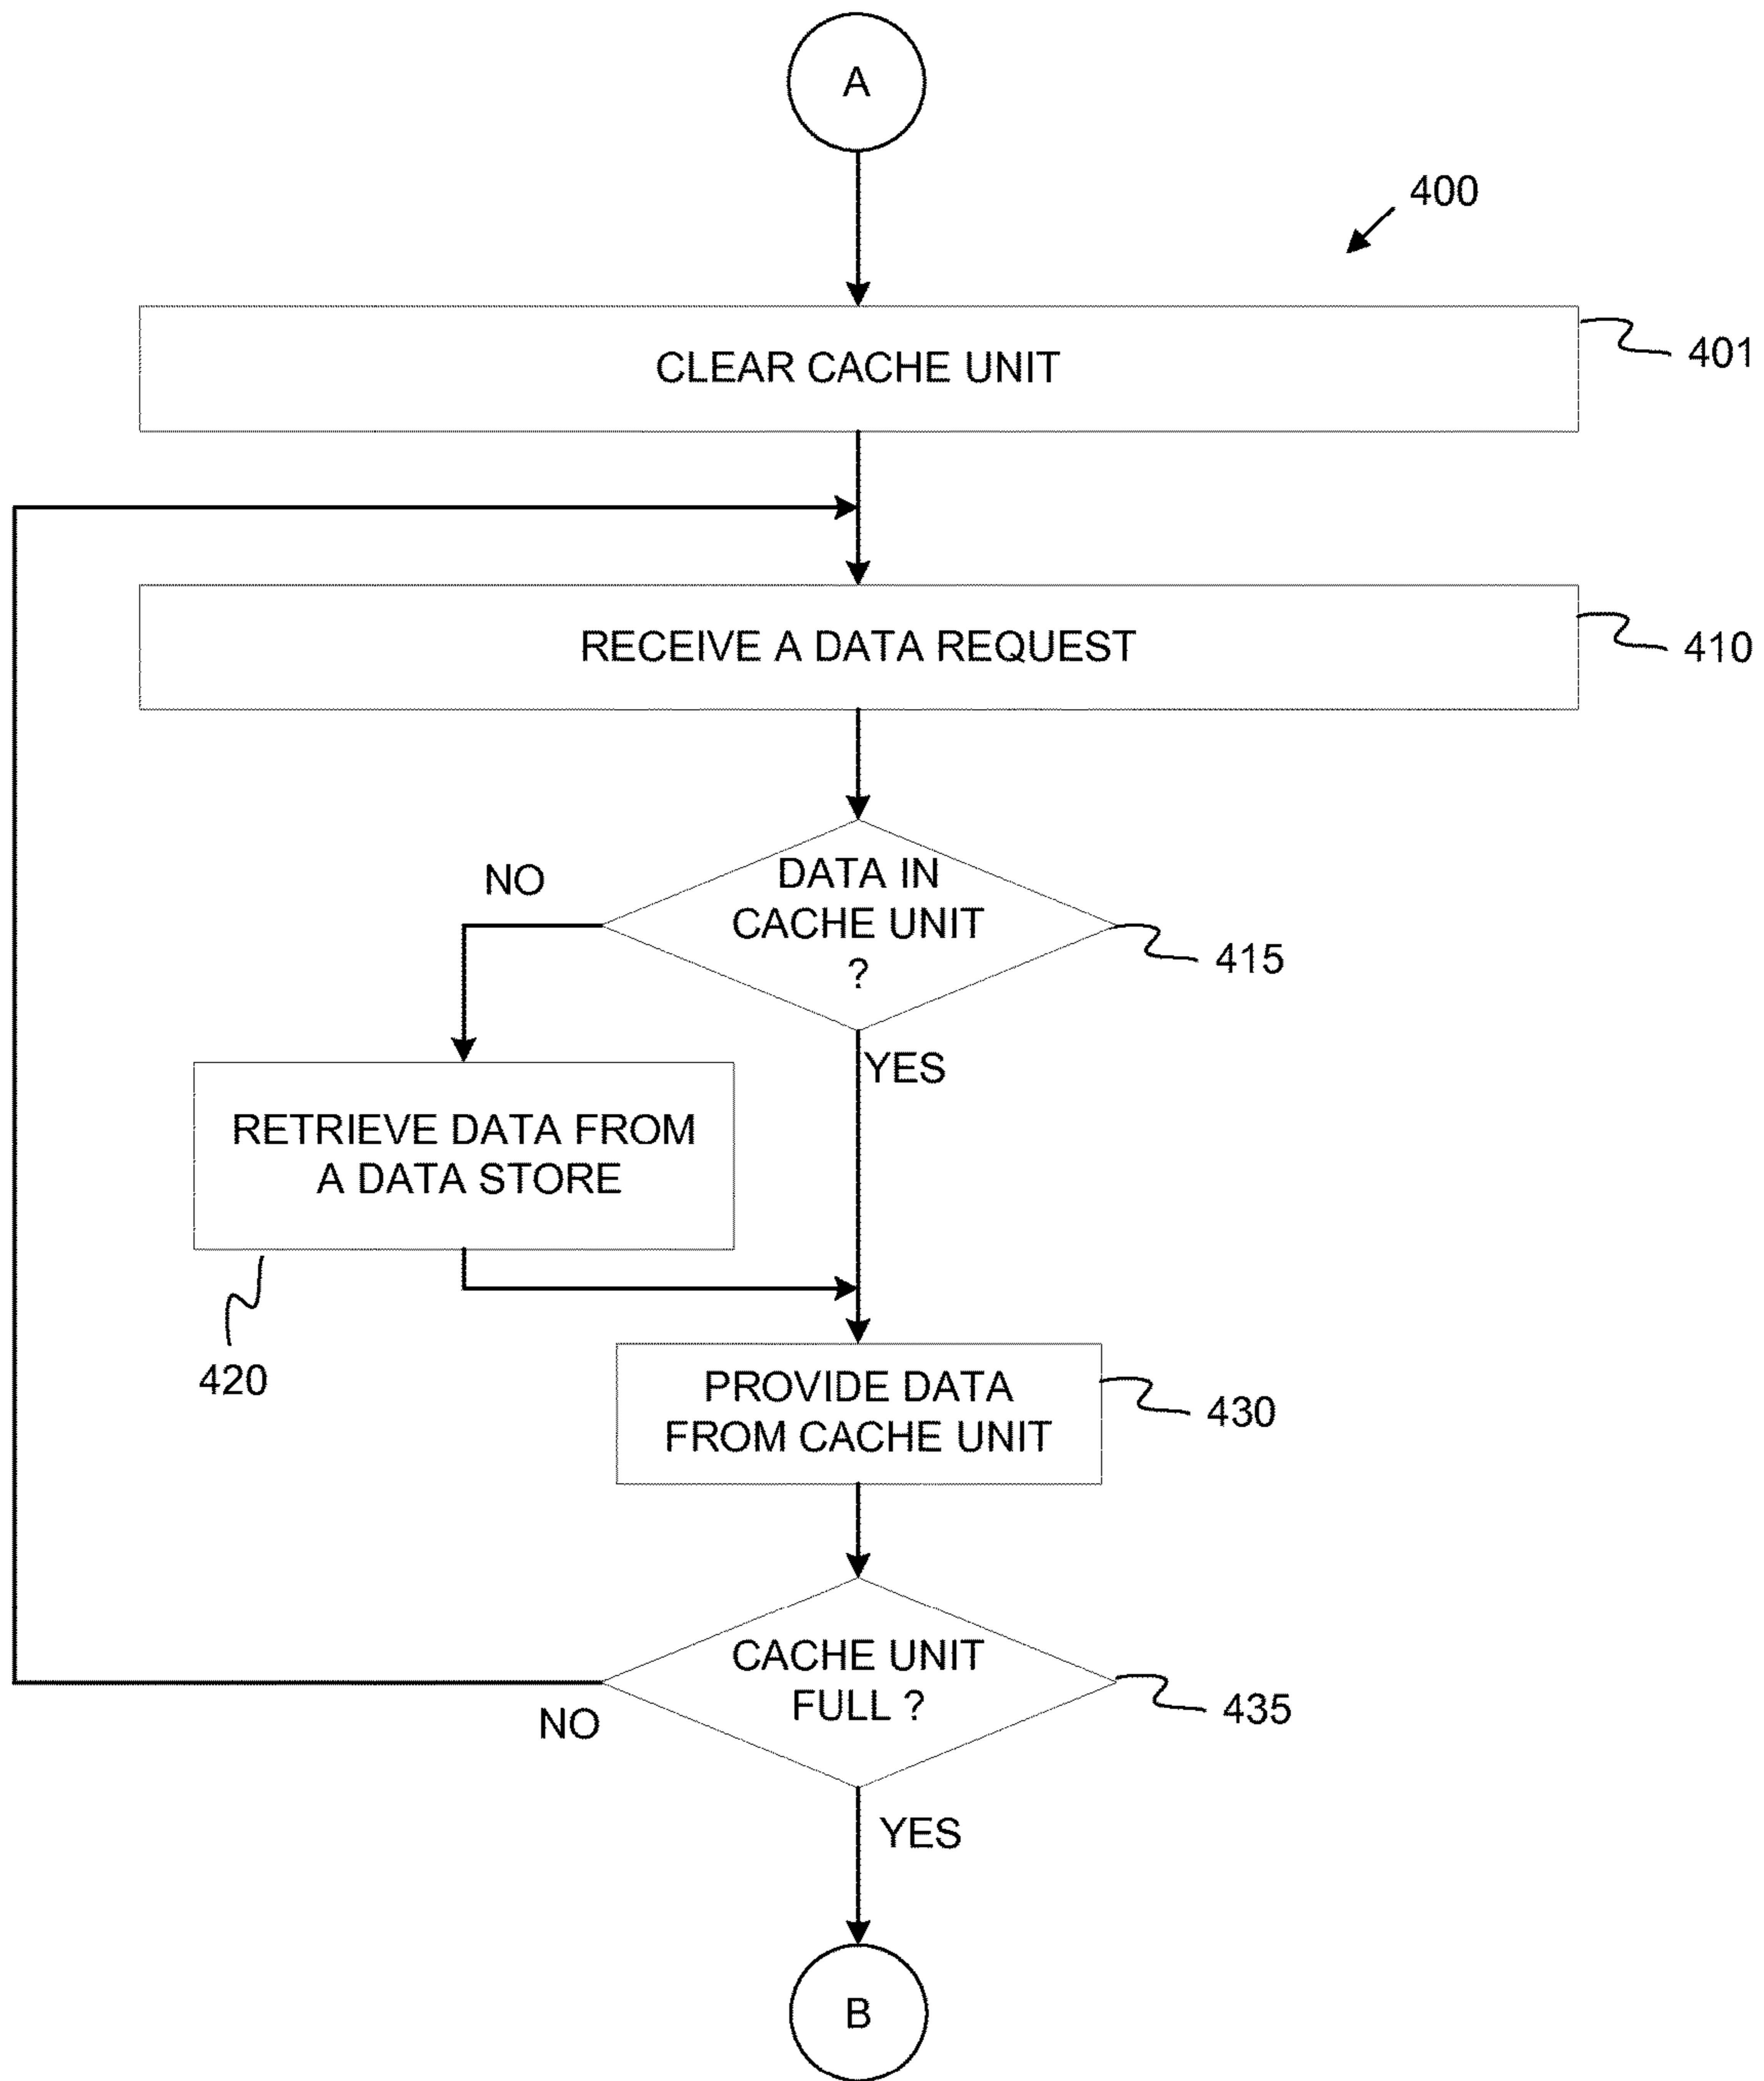 A
400
CLEAR CACHE UNIT
401
RECEIVE A DATA REQUEST
410
NO
DATA IN
CACHE UNIT
?
415
YES
RETRIEVE DATA FROM
A DATA STORE
420
PROVIDE DATA
FROM CACHE UNIT
430
CACHE UNIT
FULL ?
435
NO
YES
B